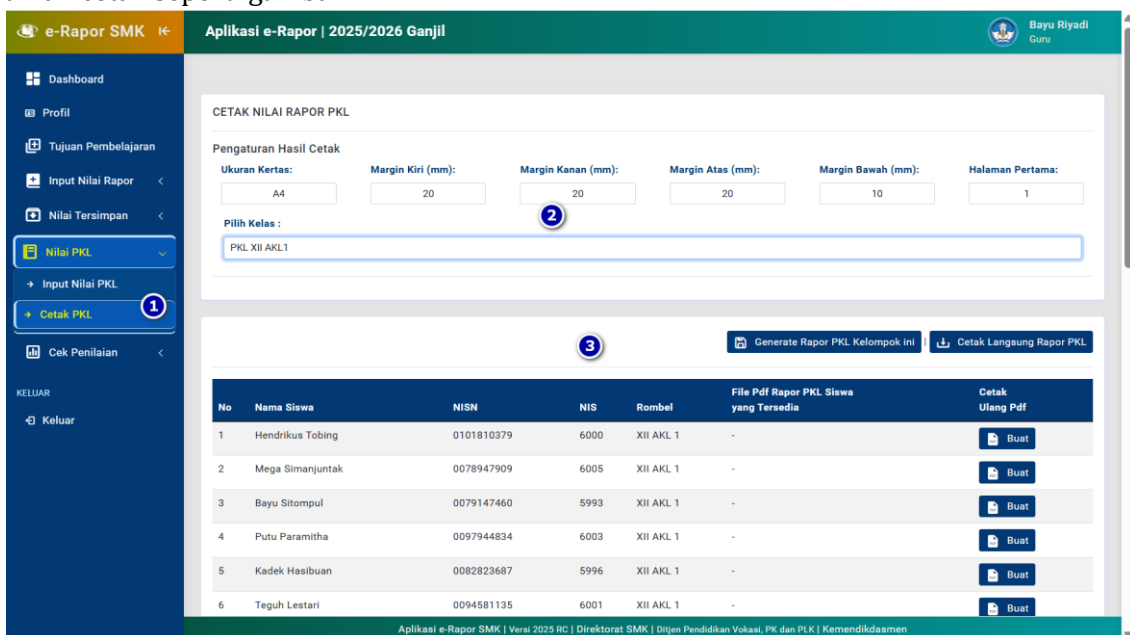 e-Rapor SMK
Aplikasi e-Rapor | 2025/2026 Ganjil
Bayu Riyadi
Guru
Dashboard
Profil
Tujuan Pembelajaran
Input Nilai Rapor
Nilai Tersimpan
Nilai PKL
Input Nilai PKL
Cetak PKL
1
Cek Penilaian
KELUAR
Keluar
CETAK NILAI RAPOR PKL
Pengaturan Hasil Cetak
Ukuran Kertas: Margin Kiri (mm): Margin Kanan (mm): Margin Atas (mm): Margin Bawah (mm): Halaman Pertama:
A4 20 20 20 10 1
2
Pilih Kelas :
PKL XII AKL1
3
Generate Rapor PKL Kelompok ini | Cetak Langsung Rapor PKL
No Nama Siswa NISN NIS Rombel File Pdf Rapor PKL Siswa yang Tersedia Cetak Ulang Pdf
1 Hendrikus Tobing 0101810379 6000 XII AKL 1 - Buat
2 Mega Simanjuntak 0078947909 6005 XII AKL 1 - Buat
3 Bayu Sitompul 0079147460 5993 XII AKL 1 - Buat
4 Putu Paramitha 0097944834 6003 XII AKL 1 - Buat
5 Kadek Hasibuan 0082823687 5996 XII AKL 1 - Buat
6 Teguh Lestari 0094581135 6001 XII AKL 1 - Buat
Aplikasi e-Rapor SMK | Versi 2025 RC | Direktorat SMK | Ditjen Pendidikan Vokasi, PK dan PLK | Kemendikdasmen